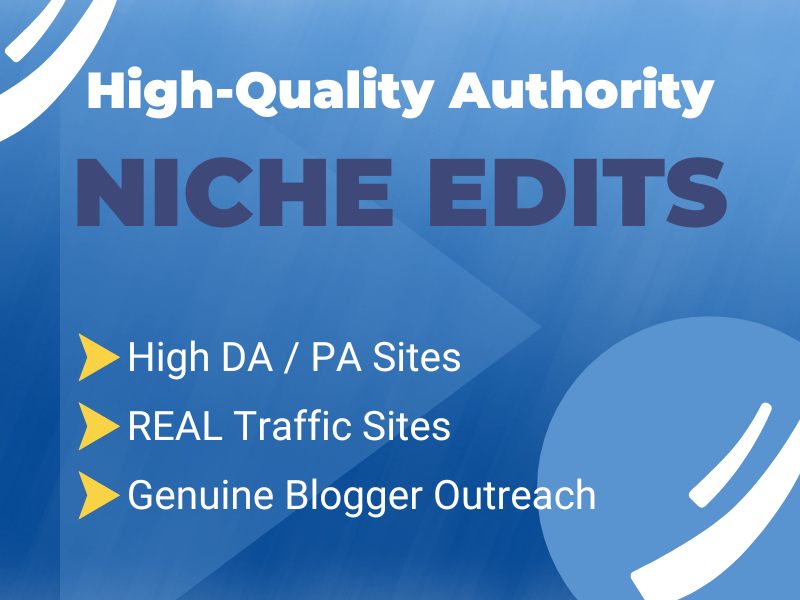 High-Quality Authority
NICHE EDITS
High DA / PA Sites
REAL Traffic Sites
Genuine Blogger Outreach